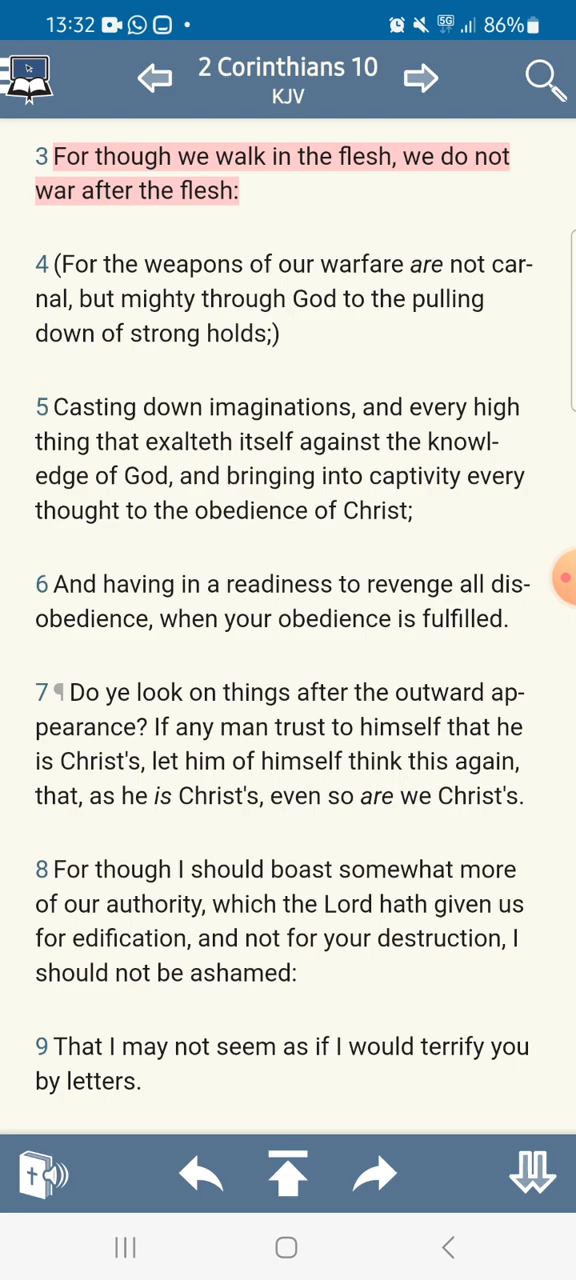 13:32
5G
86%
2 Corinthians 10
KJV
3 For though we walk in the flesh, we do not
war after the flesh:
4 (For the weapons of our warfare are not car-
nal, but mighty through God to the pulling
down of strong holds;)
5 Casting down imaginations, and every high
thing that exalteth itself against the knowl-
edge of God, and bringing into captivity every
thought to the obedience of Christ;
6 And having in a readiness to revenge all dis-
obedience, when your obedience is fulfilled.
7 ¶ Do ye look on things after the outward ap-
pearance? If any man trust to himself that he
is Christ's, let him of himself think this again,
that, as he is Christ's, even so are we Christ's.
8 For though I should boast somewhat more
of our authority, which the Lord hath given us
for edification, and not for your destruction, I
should not be ashamed:
9 That I may not seem as if I would terrify you
by letters.